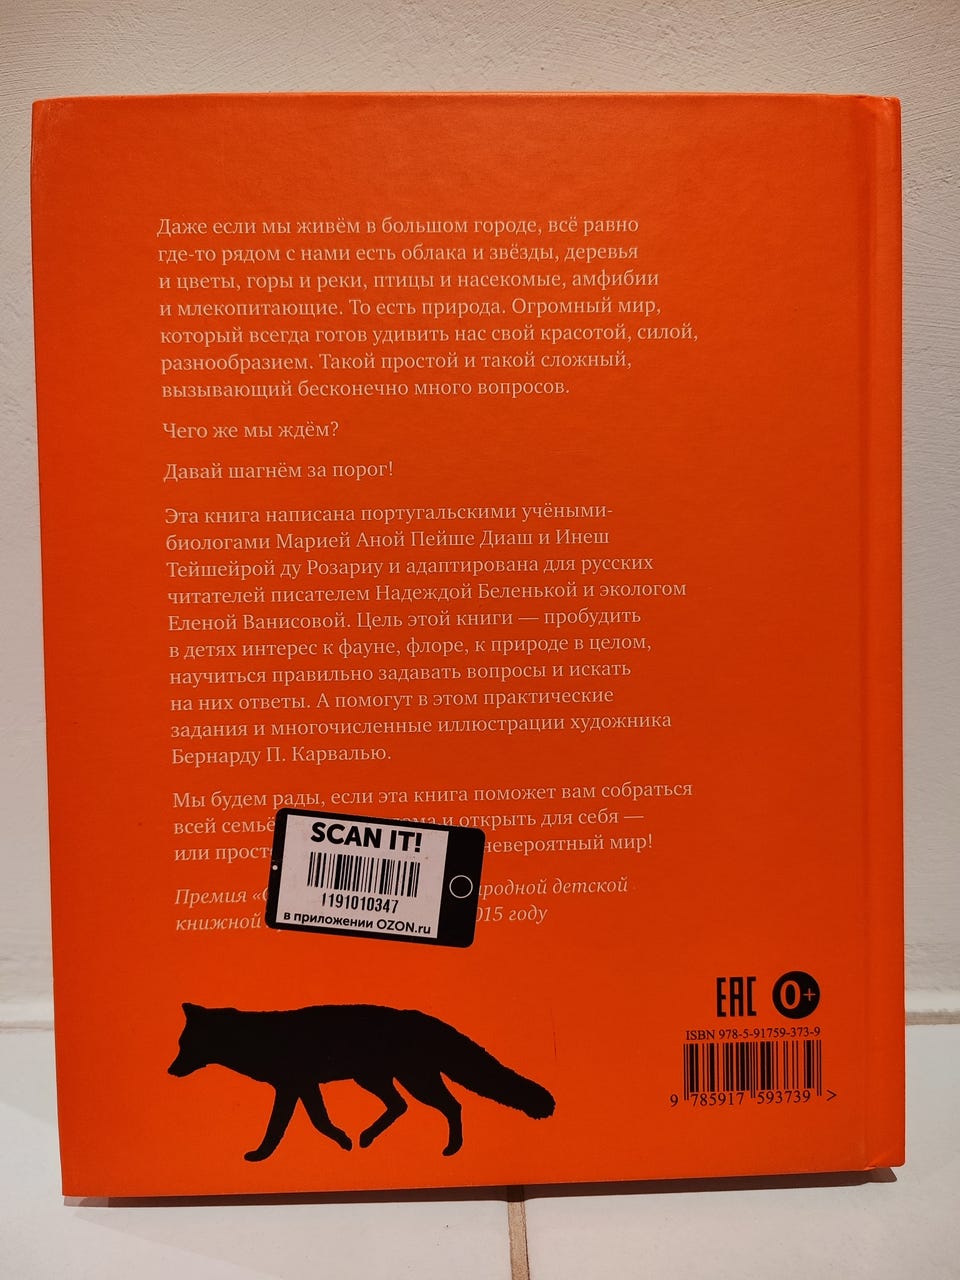 Даже если мы живём в большом городе, всё равно
где-то рядом с нами есть облака и звёзды, деревья
и цветы, горы и реки, птицы и насекомые, амфибии
и млекопитающие. То есть природа. Огромный мир,
который всегда готов удивить нас свой красотой, силой,
разнообразием. Такой простой и такой сложный,
вызывающий бесконечно много вопросов.
Чего же мы ждём?
Давай шагнём за порог!
Эта книга написана португальскими учёными-
биологами Марией Аной Пейше Диаш и Инеш
Тейшейрой ду Розариу и адаптирована для русских
читателей писателем Надеждой Беленькой и экологом
Еленой Ванисовой. Цель этой книги — пробудить
в детях интерес к фауне, флоре, к природе в целом,
научиться правильно задавать вопросы и искать
на них ответы. А помогут в этом практические
задания и многочисленные иллюстрации художника
Бернарду П. Карвалью.
Мы будем рады, если эта книга поможет вам собраться
всей и открыть для себя —
или невероятный мир!
Премия детской
книжной 2015 году
SCAN IT!
1191010347
в приложении OZON.ru
EAC 0+
ISBN 978-5-91759-373-9
9 785917 593739 >